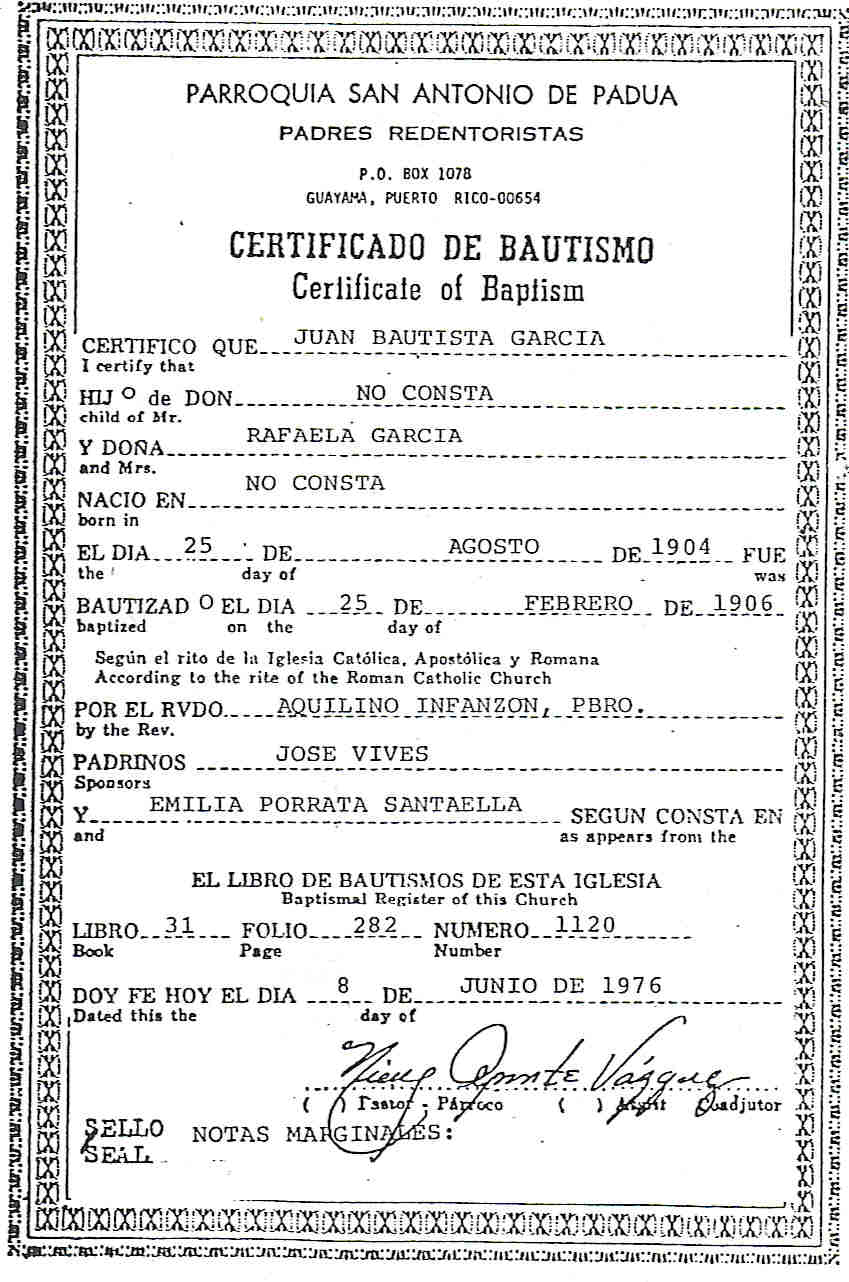 PARROQUIA SAN ANTONIO DE PADUA
PADRES REDENTORISTAS
P.O. BOX 1078
GUAYAMA, PUERTO RICO-00654
CERTIFICADO DE BAUTISMO
Certificate of Baptism
CERTIFICO QUE JUAN BAUTISTA GARCIA
I certify that
HIJ O de DON NO CONSTA
child of Mr.
Y DOÑA RAFAELA GARCIA
and Mrs.
NACIO EN NO CONSTA
born in
EL DIA 25 DE AGOSTO DE 1904 FUE
the day of was
BAUTIZAD O EL DIA 25 DE FEBRERO DE 1906
baptized on the day of
Según el rito de la Iglesia Católica, Apostólica y Romana
According to the rite of the Roman Catholic Church
POR EL RVDO AQUILINO INFANZON, PBRO.
by the Rev.
PADRINOS JOSE VIVES
Sponsors
Y EMILIA PORRATA SANTAELLA SEGUN CONSTA EN
and as appears from the
EL LIBRO DE BAUTISMOS DE ESTA IGLESIA
Baptismal Register of this Church
LIBRO 31 FOLIO 282 NUMERO 1120
Book Page Number
DOY FE HOY EL DIA 8 DE JUNIO DE 1976
Dated this the day of
Vázquez
( ) Pastor - Párroco ( ) Coadjutor
SELLO NOTAS MARGINALES:
SEAL